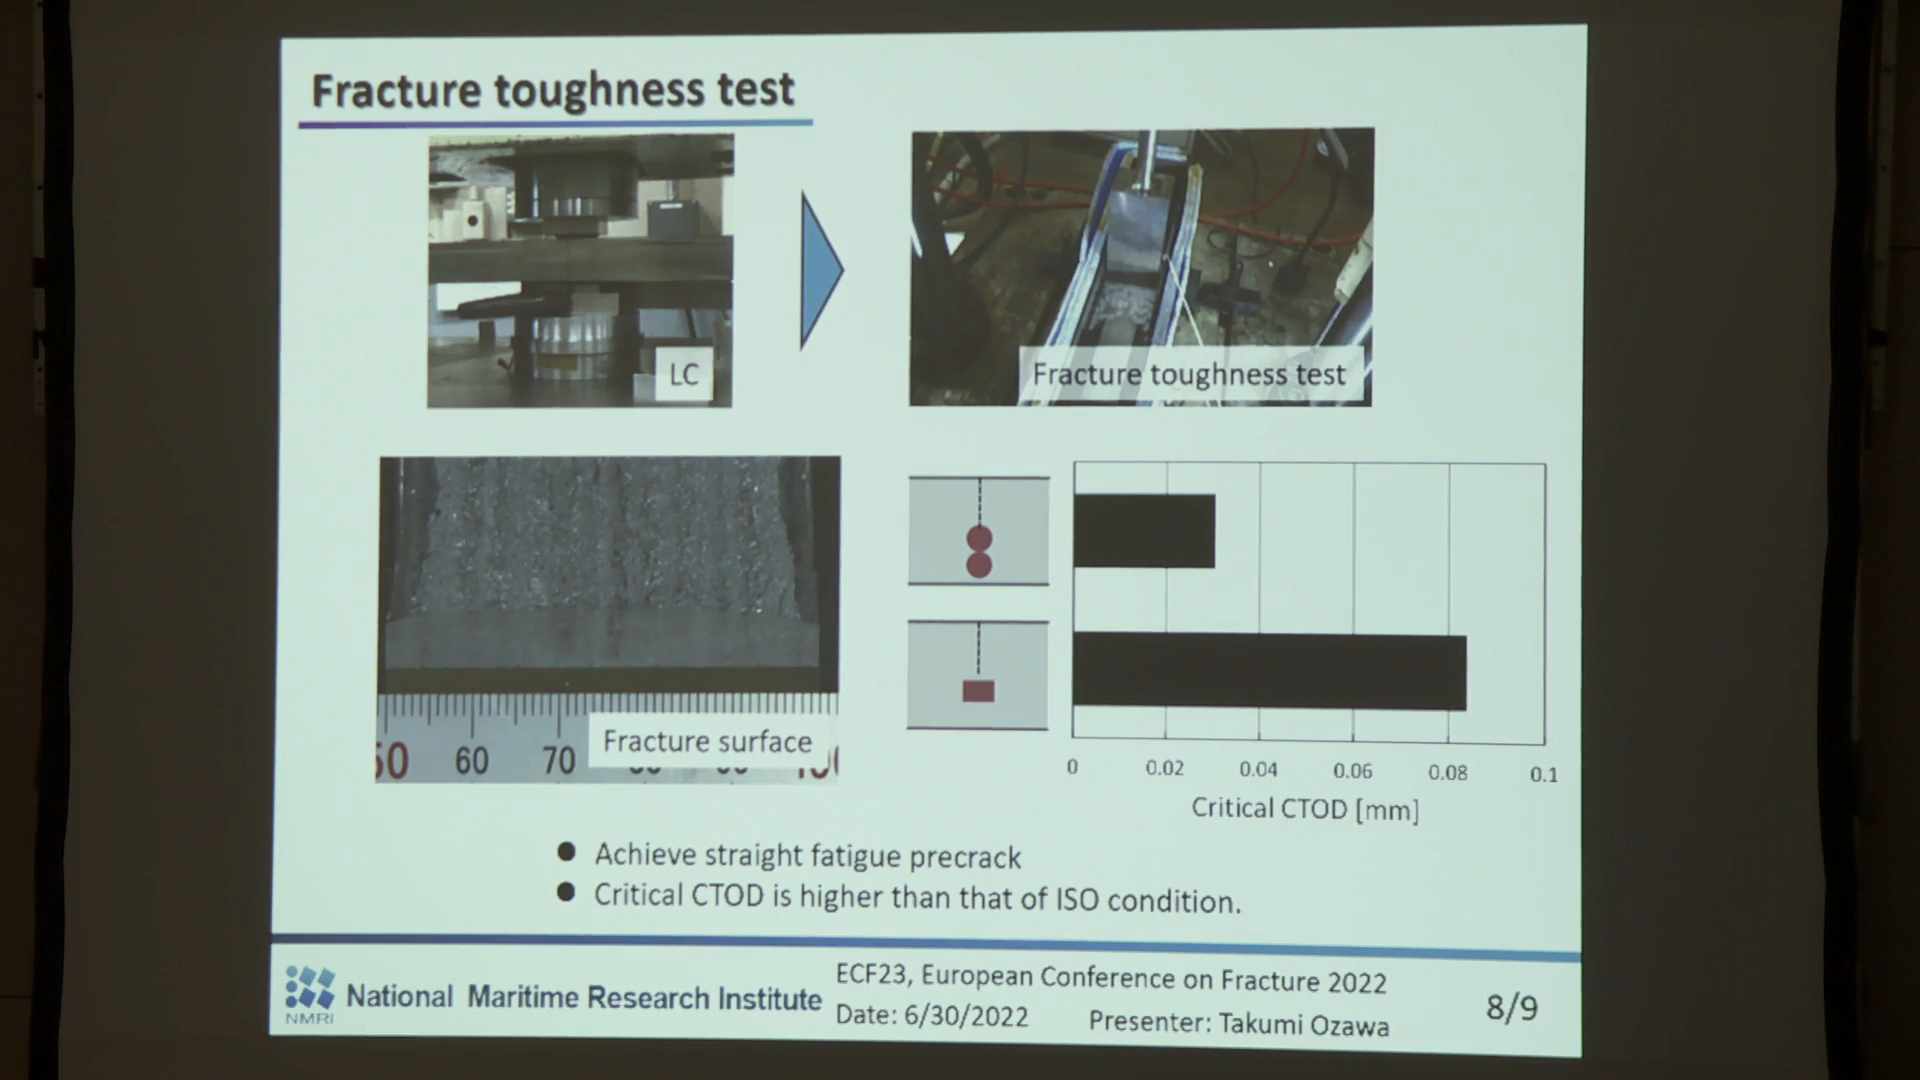 Fracture toughness test
LC
Fracture toughness test
60 70
Fracture surface
0 0.02 0.04 0.06 0.08 0.1
Critical CTOD [mm]
● Achieve straight fatigue precrack
● Critical CTOD is higher than that of ISO condition.
NMRI
National Maritime Research Institute
ECF23, European Conference on Fracture 2022
Date: 6/30/2022 Presenter: Takumi Ozawa
8/9